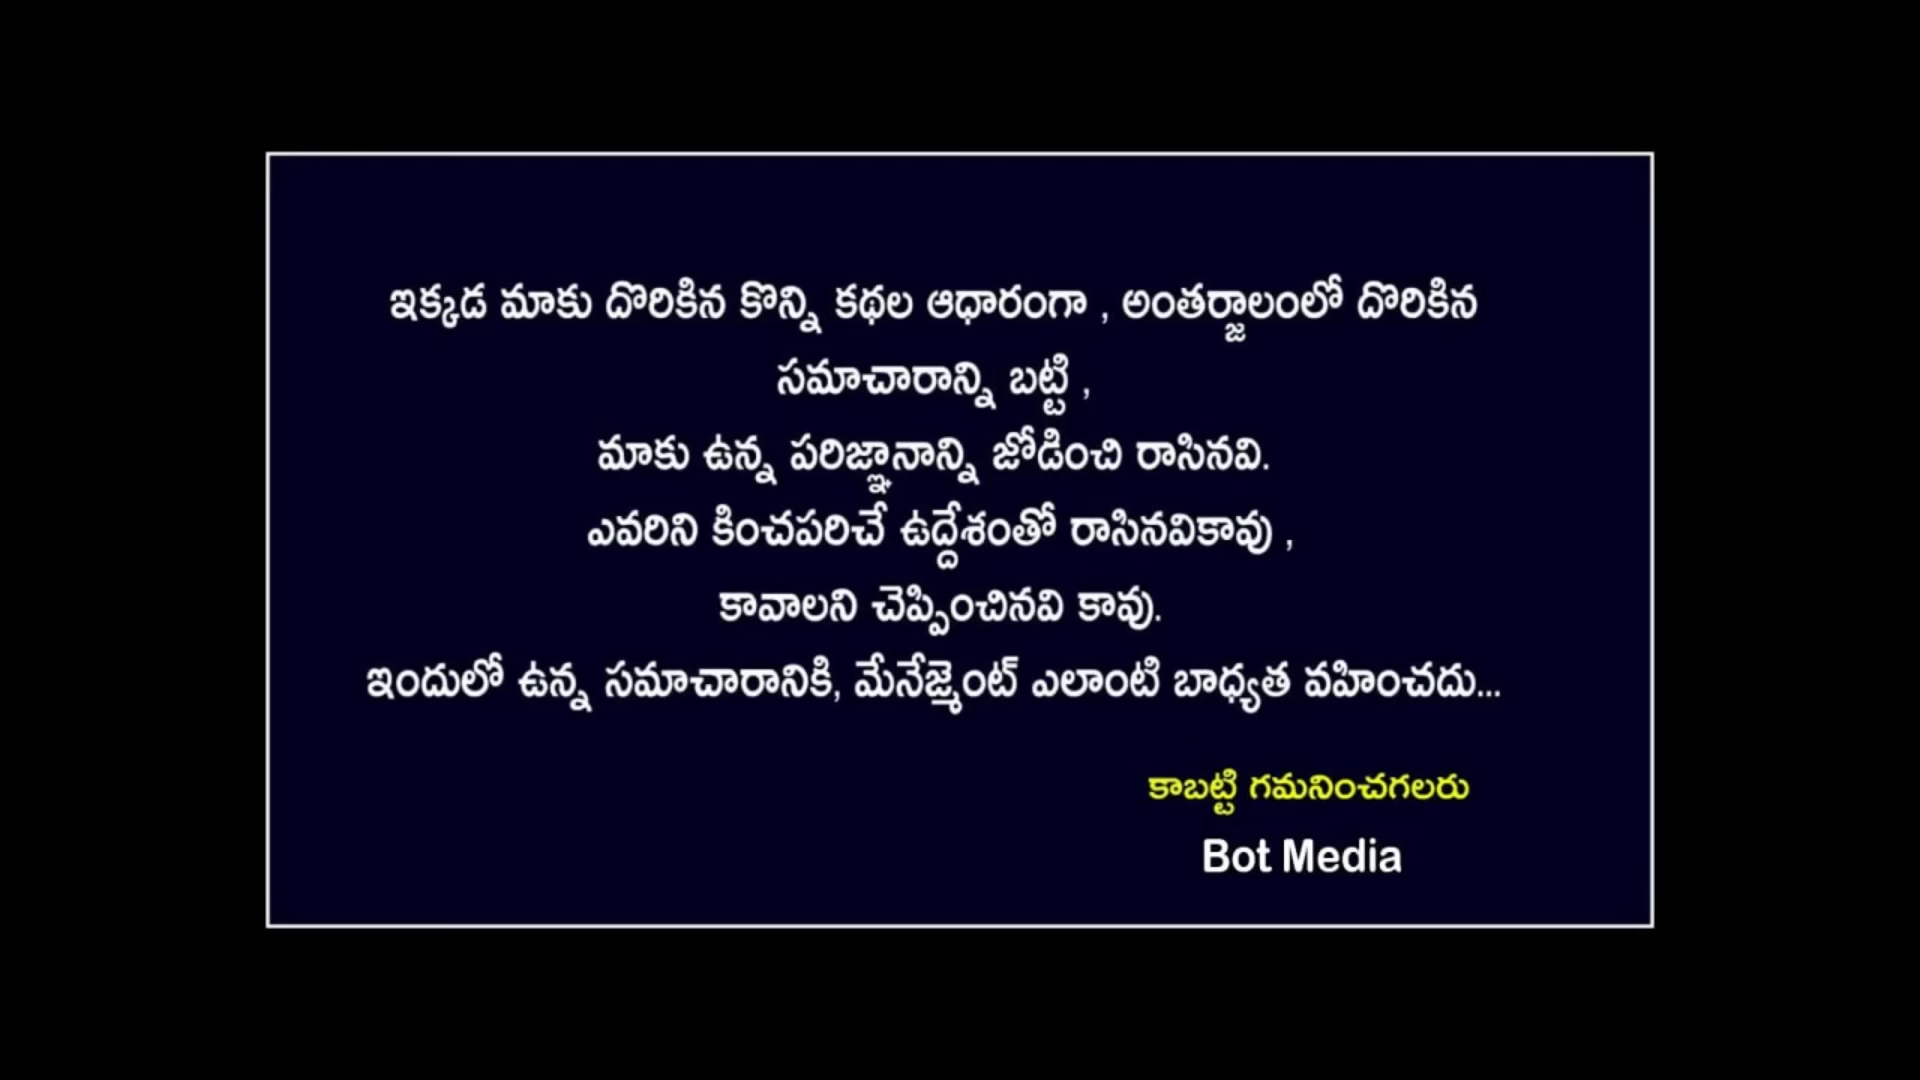 ఇక్కడ మాకు దొరికిన కొన్ని కథల ఆధారంగా , అంతర్జాలంలో దొరికిన
సమాచారాన్ని బట్టి ,
మాకు ఉన్న పరిజ్ఞానాన్ని జోడించి రాసినవి.
ఎవరిని కించపరిచే ఉద్దేశంతో రాసినవికావు ,
కావాలని చెప్పించినవి కావు.
ఇందులో ఉన్న సమాచారానికి, మేనేజ్మెంట్ ఎలాంటి బాధ్యత వహించదు...
కాబట్టి గమనించగలరు
Bot Media